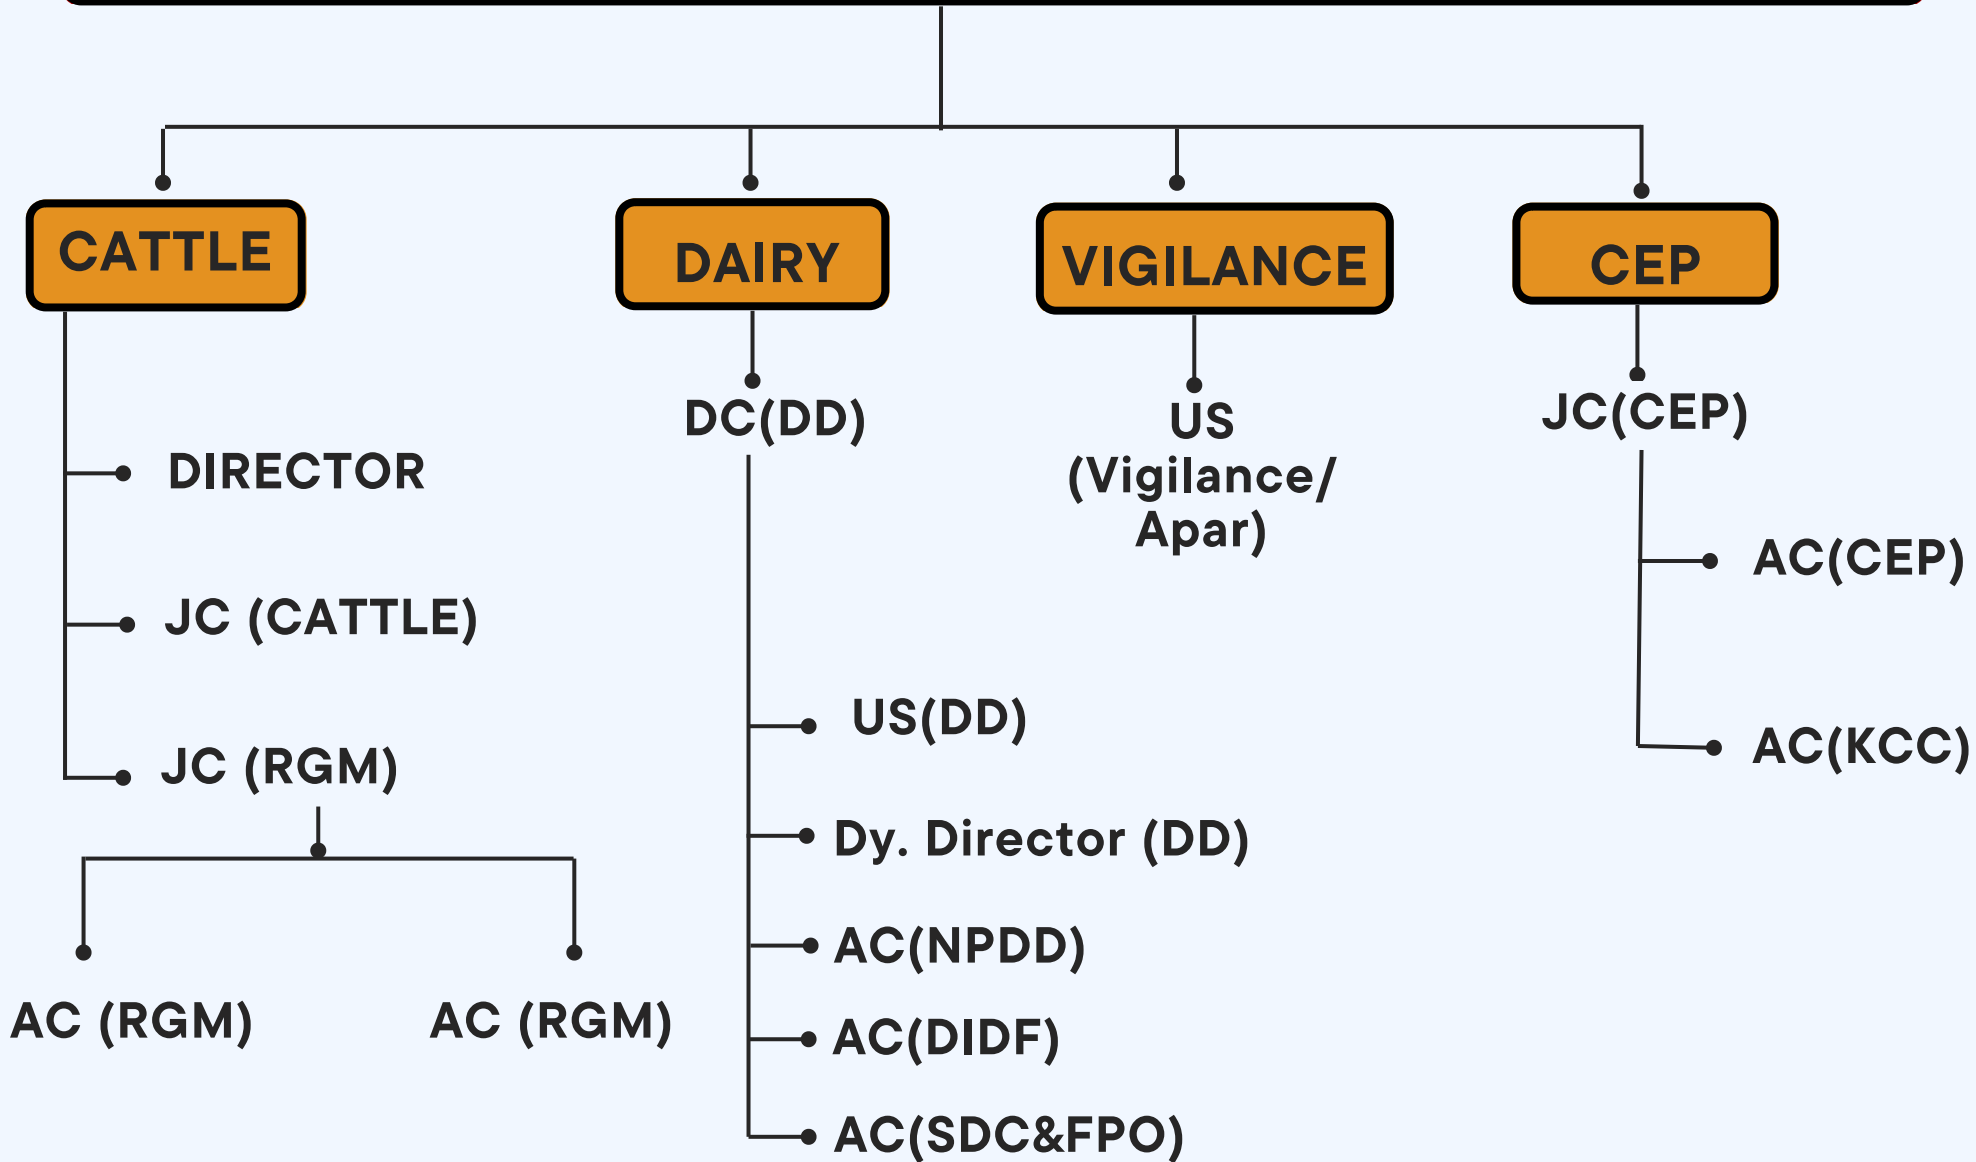 CATTLE
DAIRY
VIGILANCE
CEP
DIRECTOR
JC (CATTLE)
JC (RGM)
AC (RGM)
AC (RGM)
DC(DD)
US(DD)
Dy. Director (DD)
AC(NPDD)
AC(DIDF)
AC(SDC&FPO)
US
(Vigilance/
Apar)
JC(CEP)
AC(CEP)
AC(KCC)